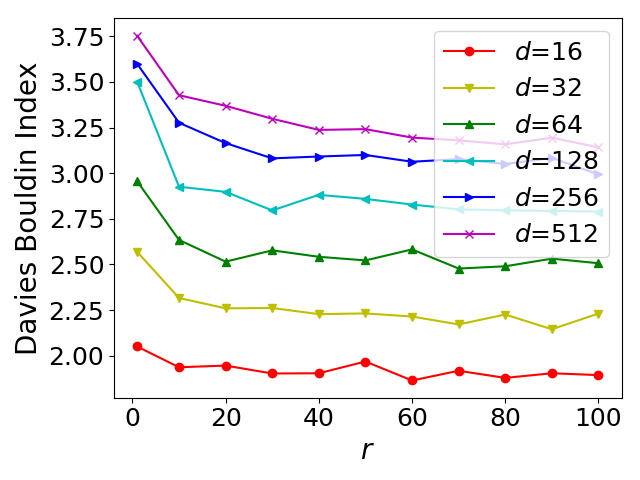 3.75
3.50
3.25
3.00
2.75
2.50
2.25
2.00
Davies Bouldin Index
0 20 40 60 80 100
r
d=16
d=32
d=64
d=128
d=256
d=512